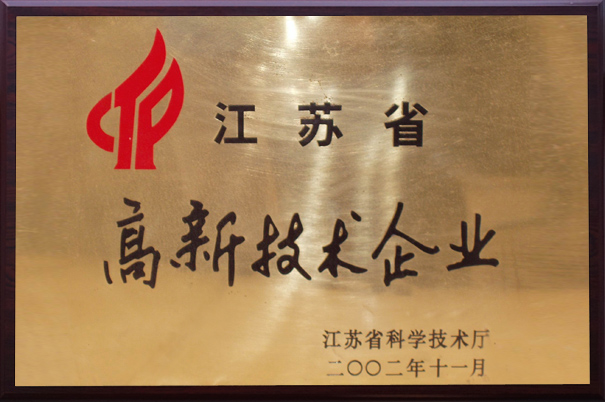 江苏省
高新技术企业
江苏省科学技术厅
二〇〇二年十一月